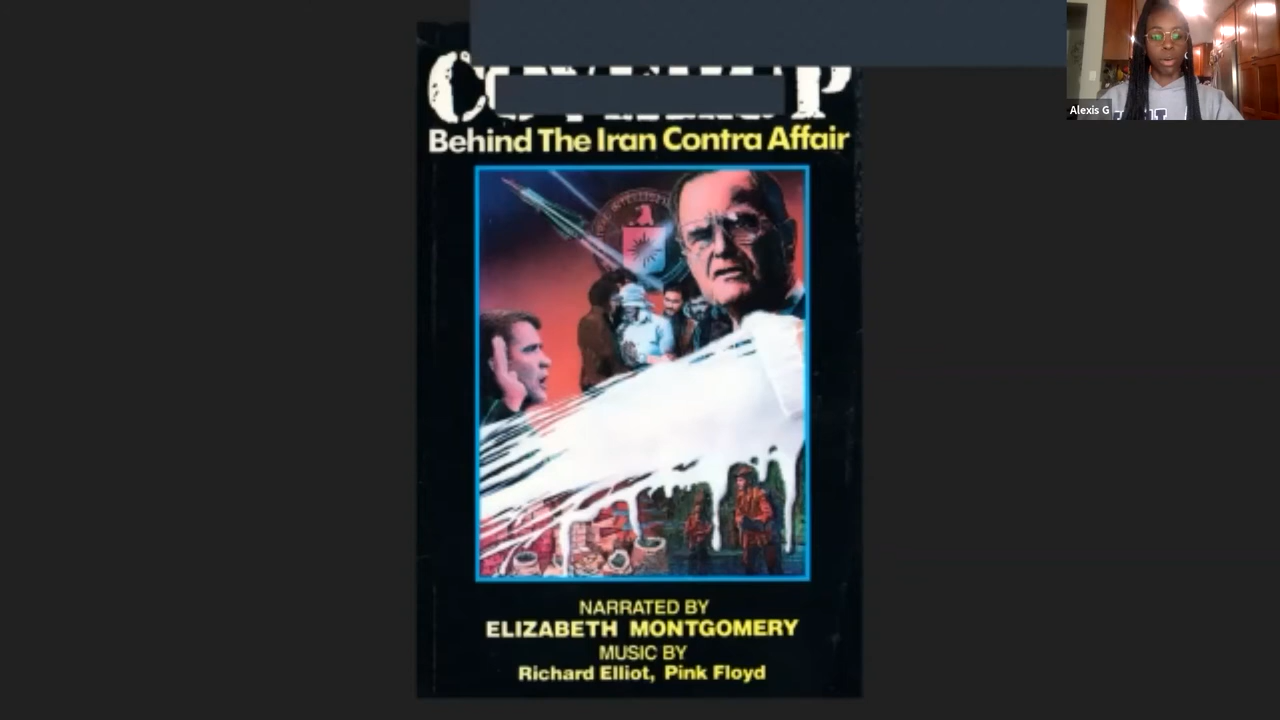 Alexis G
Behind The Iran Contra Affair
NARRATED BY
ELIZABETH MONTGOMERY
MUSIC BY
Richard Elliot, Pink Floyd